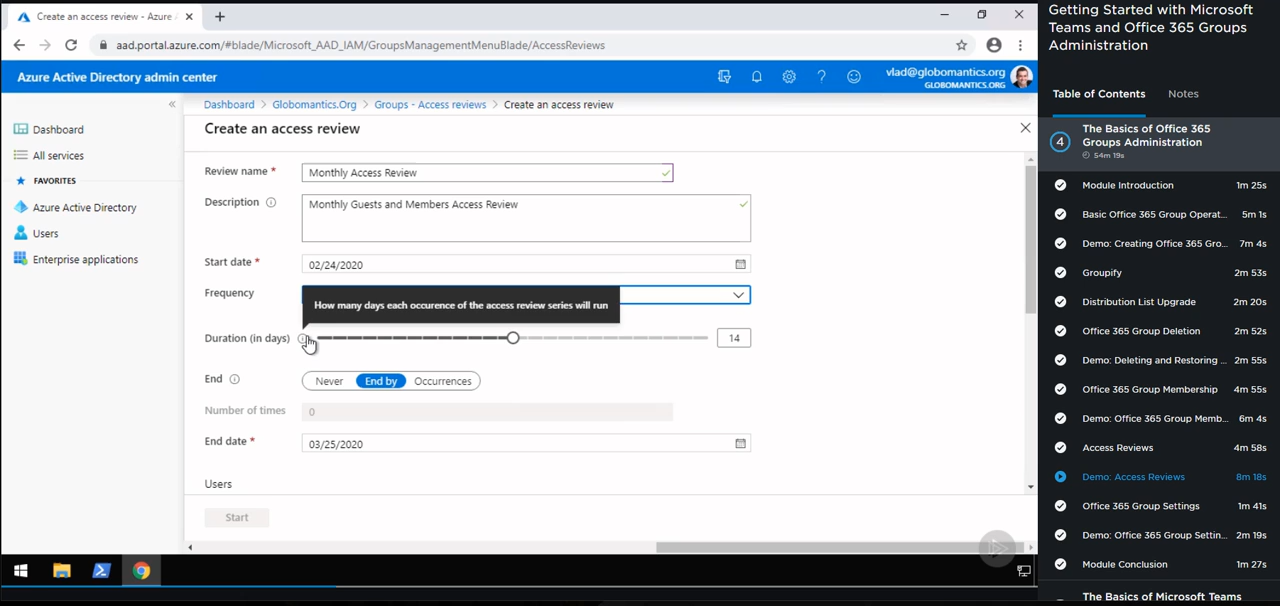 Create an access review - Azure A
aad.portal.azure.com/#blade/Microsoft_AAD_IAM/GroupsManagementMenuBlade/AccessReviews
Azure Active Directory admin center
vlad@globomantics.org
GLOBOMANTICS.ORG
Dashboard
All services
FAVORITES
Azure Active Directory
Users
Enterprise applications
Dashboard > Globomantics.Org > Groups - Access reviews > Create an access review
Create an access review
Review name *
Monthly Access Review
Description
Monthly Guests and Members Access Review
Start date *
02/24/2020
Frequency
How many days each occurence of the access review series will run
Duration (in days)
14
End
Never End by Occurrences
Number of times
0
End date *
03/25/2020
Users
Start
Getting Started with Microsoft
Teams and Office 365 Groups
Administration
Table of Contents Notes
4
The Basics of Office 365
Groups Administration
54m 19s
Module Introduction 1m 25s
Basic Office 365 Group Operat... 5m 1s
Demo: Creating Office 365 Gro... 7m 4s
Groupify 2m 53s
Distribution List Upgrade 2m 20s
Office 365 Group Deletion 2m 52s
Demo: Deleting and Restoring ... 2m 55s
Office 365 Group Membership 4m 55s
Demo: Office 365 Group Memb... 6m 4s
Access Reviews 4m 58s
Demo: Access Reviews 8m 18s
Office 365 Group Settings 1m 41s
Demo: Office 365 Group Settin... 2m 19s
Module Conclusion 1m 27s
The Basics of Microsoft Teams